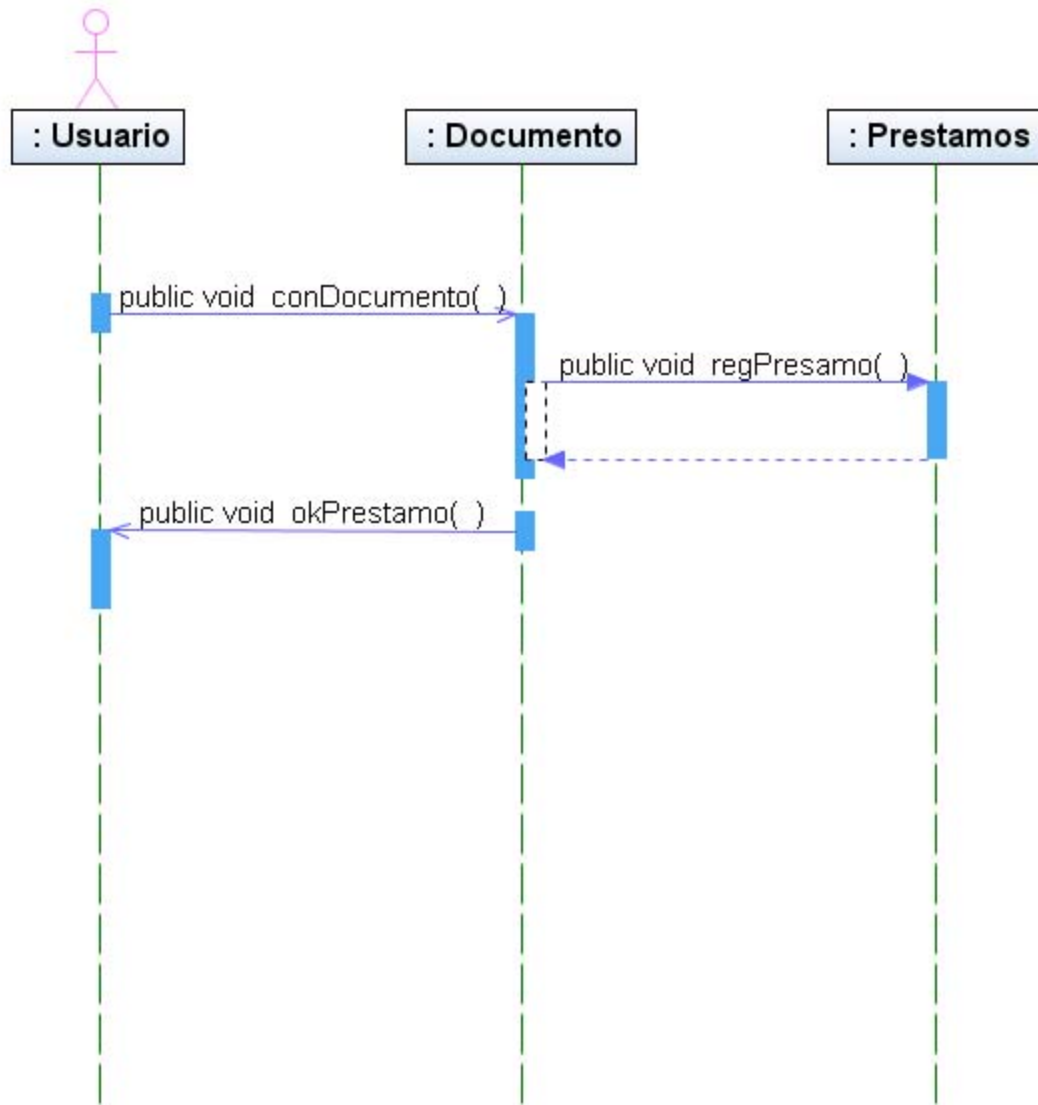 : Usuario
: Documento
: Prestamos
public void conDocumento( )
public void regPresamo( )
public void okPrestamo( )